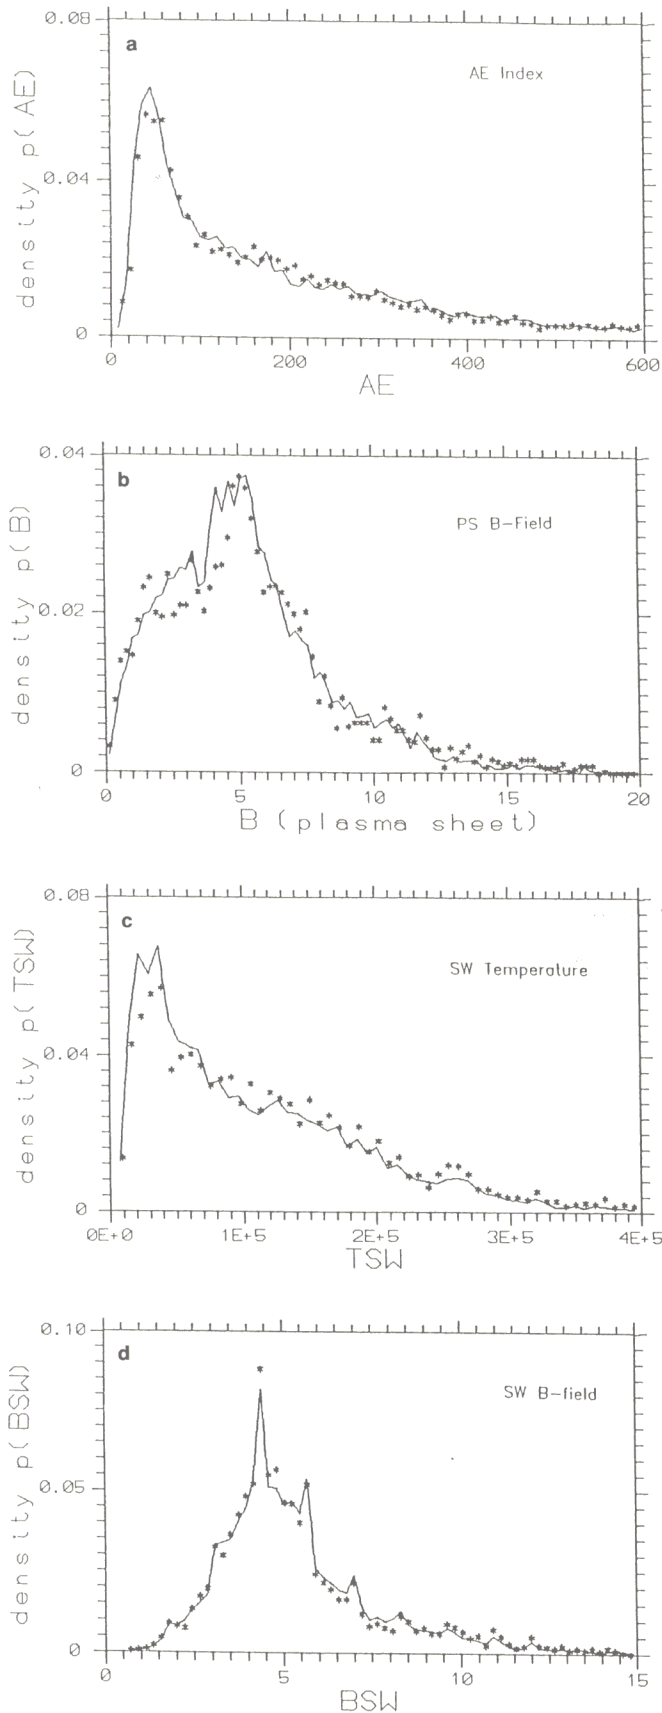 0.08
a
AE Index
0.04
density p(AE)
0
0 200 400 600
AE
0.04
b
PS B-Field
0.02
density p(B)
0
0 5 10 15 20
B (plasma sheet)
0.08
c
SW Temperature
0.04
density p(TSW)
0
0E+0 1E+5 2E+5 3E+5 4E+5
TSW
0.10
d
SW B-field
0.05
density p(BSW)
0
0 5 10 15
BSW